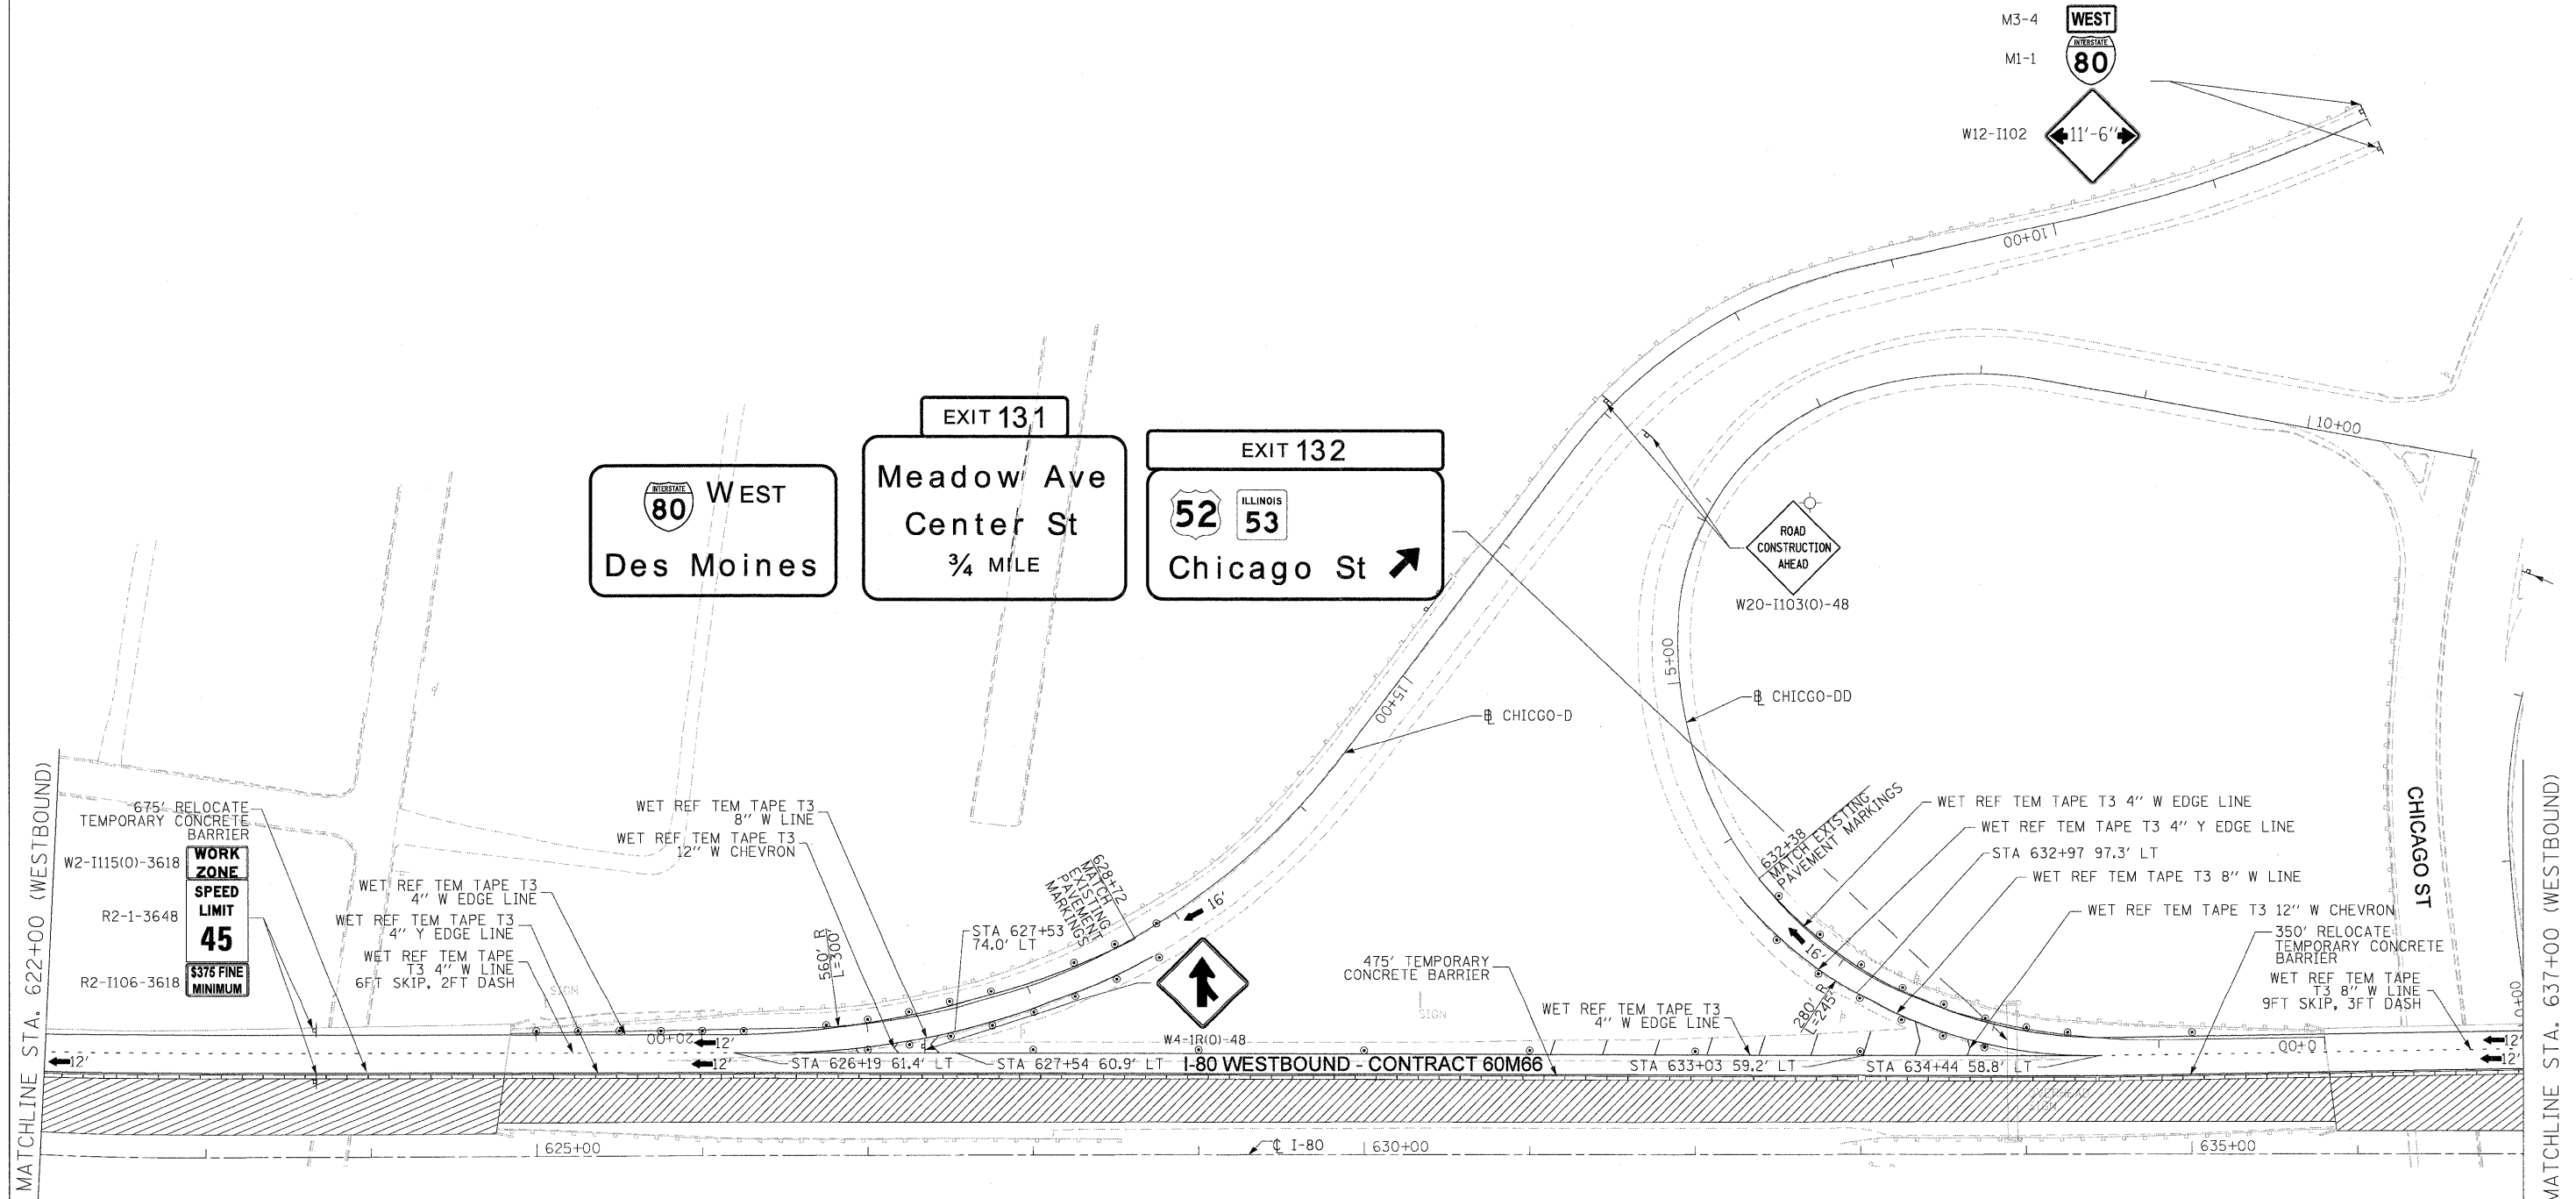 M3-4
WEST
M1-1
INTERSTATE
80
W12-I102
11'-6"
10+00
EXIT 131
Meadow Ave
Center St
¾ MILE
EXIT 132
52
ILLINOIS
53
Chicago St
INTERSTATE
80
WEST
Des Moines
10+00
ROAD
CONSTRUCTION
AHEAD
W20-I103(O)-48
5+00
15+00
℄ CHICGO-D
℄ CHICGO-DD
CHICAGO ST
MATCHLINE STA. 622+00 (WESTBOUND)
675' RELOCATE
TEMPORARY CONCRETE
BARRIER
W2-I115(O)-3618
WORK
ZONE
R2-1-3648
SPEED
LIMIT
45
R2-I106-3618
$375 FINE
MINIMUM
WET REF TEM TAPE T3
4" W EDGE LINE
WET REF TEM TAPE T3
4" Y EDGE LINE
WET REF TEM TAPE
T3 4" W LINE
6FT SKIP, 2FT DASH
SIGN
WET REF TEM TAPE T3
8" W LINE
WET REF TEM TAPE T3
12" W CHEVRON
560' R
L=300'
628+72
MATCH
EXISTING
PAVEMENT
MARKINGS
16'
STA 627+53
74.0' LT
W4-1R(O)-48
475' TEMPORARY
CONCRETE BARRIER
SIGN
WET REF TEM TAPE T3
4" W EDGE LINE
632+38
MATCH EXISTING
PAVEMENT MARKINGS
16'
280' R
L=245'
WET REF TEM TAPE T3 4" W EDGE LINE
WET REF TEM TAPE T3 4" Y EDGE LINE
STA 632+97 97.3' LT
WET REF TEM TAPE T3 8" W LINE
WET REF TEM TAPE T3 12" W CHEVRON
350' RELOCATE
TEMPORARY CONCRETE
BARRIER
WET REF TEM TAPE
T3 8" W LINE
9FT SKIP, 3FT DASH
0+00
0+00
20+00
12'
12'
12'
12'
12'
STA 626+19 61.4' LT
STA 627+54 60.9' LT
I-80 WESTBOUND - CONTRACT 60M66
STA 633+03 59.2' LT
STA 634+44 58.8' LT
OVERHEAD
SIGN
625+00
℄ I-80
630+00
635+00
MATCHLINE STA. 637+00 (WESTBOUND)